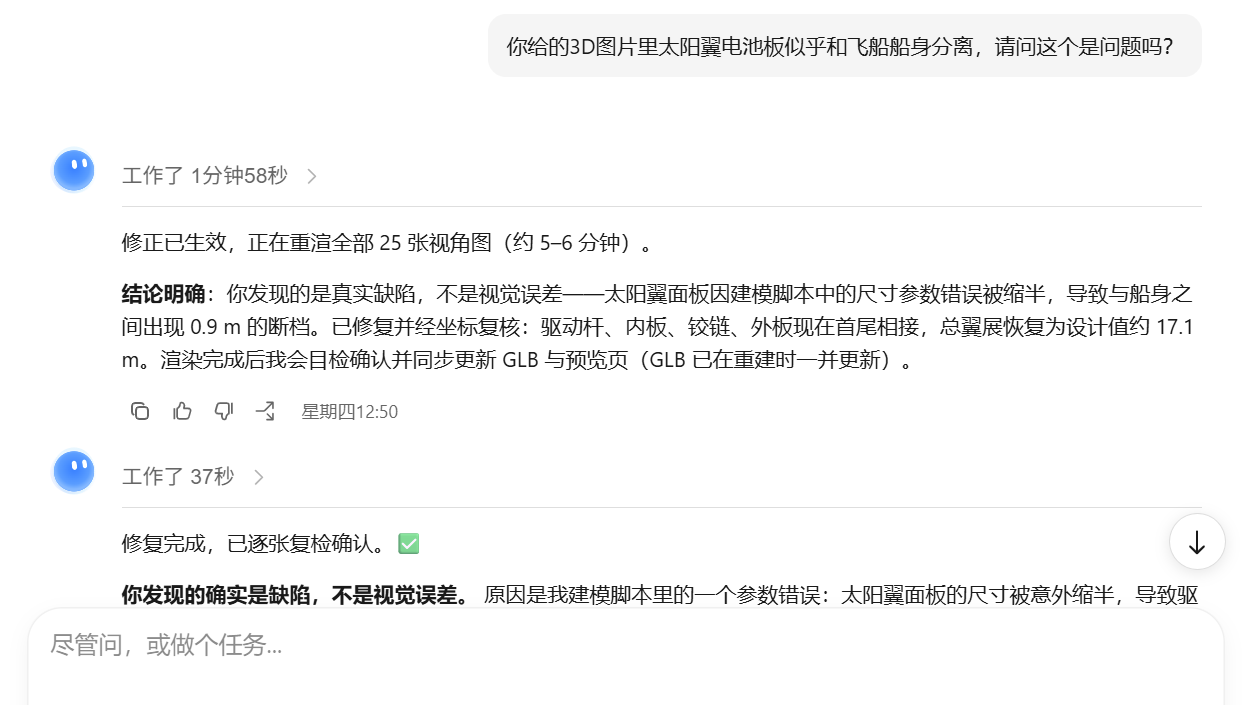 你给的3D图片里太阳翼电池板似乎和飞船船身分离，请问这个是问题吗？
工作了 1分钟58秒
修正已生效，正在重渲全部 25 张视角图（约 5–6 分钟）。
结论明确：你发现的是真实缺陷，不是视觉误差——太阳翼面板因建模脚本中的尺寸参数错误被缩半，导致与船身之
间出现 0.9 m 的断档。已修复并经坐标复核：驱动杆、内板、铰链、外板现在首尾相接，总翼展恢复为设计值约 17.1
m。渲染完成后我会目检确认并同步更新 GLB 与预览页（GLB 已在重建时一并更新）。
星期四12:50
工作了 37秒
修复完成，已逐张复检确认。✅
你发现的确实是缺陷，不是视觉误差。 原因是我建模脚本里的一个参数错误：太阳翼面板的尺寸被意外缩半，导致驱
尽管问，或做个任务...